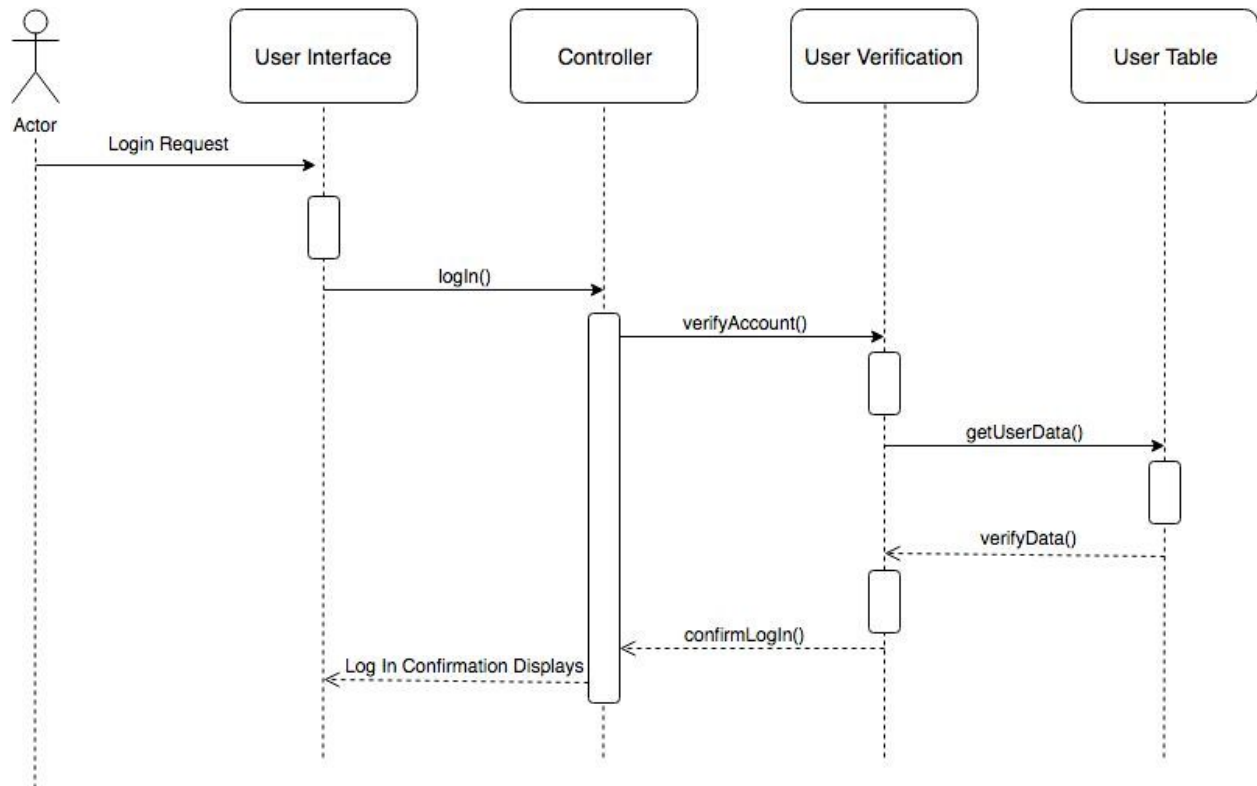 User Interface
Controller
User Verification
User Table
Actor
Login Request
logIn()
verifyAccount()
getUserData()
verifyData()
confirmLogIn()
Log In Confirmation Displays